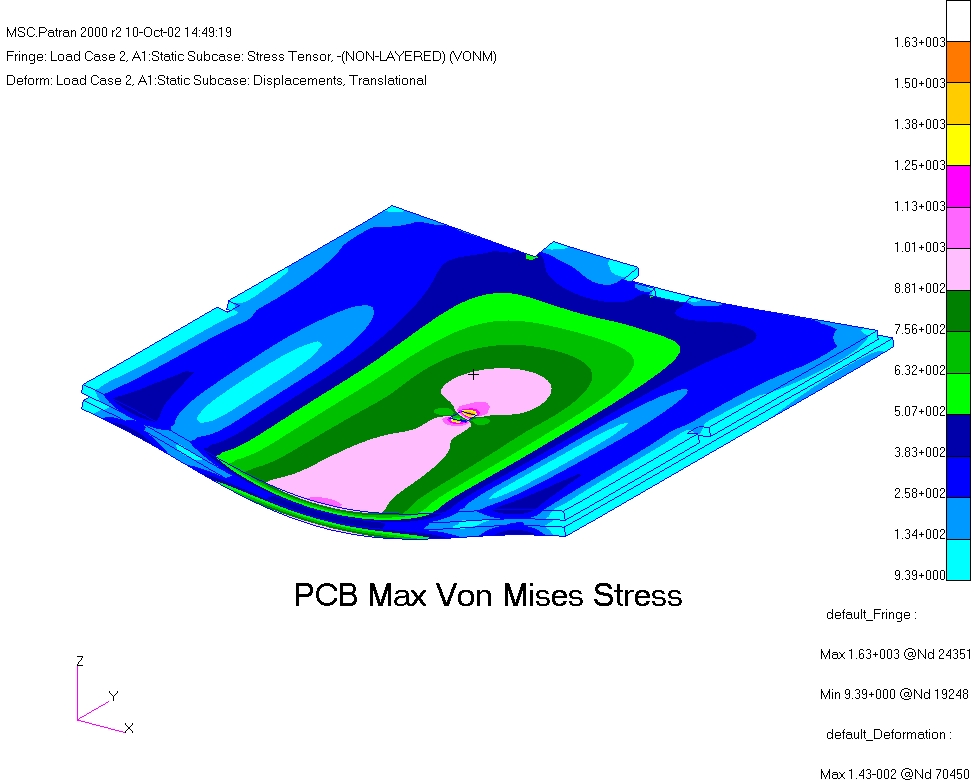 MSC.Patran 2000 r2 10-Oct-02 14:49:19
Fringe: Load Case 2, A1:Static Subcase: Stress Tensor, -(NON-LAYERED) (VONM)
Deform: Load Case 2, A1:Static Subcase: Displacements, Translational
1.63+003
1.50+003
1.38+003
1.25+003
1.13+003
1.01+003
8.81+002
7.56+002
6.32+002
5.07+002
3.83+002
2.58+002
1.34+002
9.39+000
PCB Max Von Mises Stress
default_Fringe :
Max 1.63+003 @Nd 24351
Min 9.39+000 @Nd 19248
default_Deformation :
Max 1.43-002 @Nd 70450
Z
Y
X